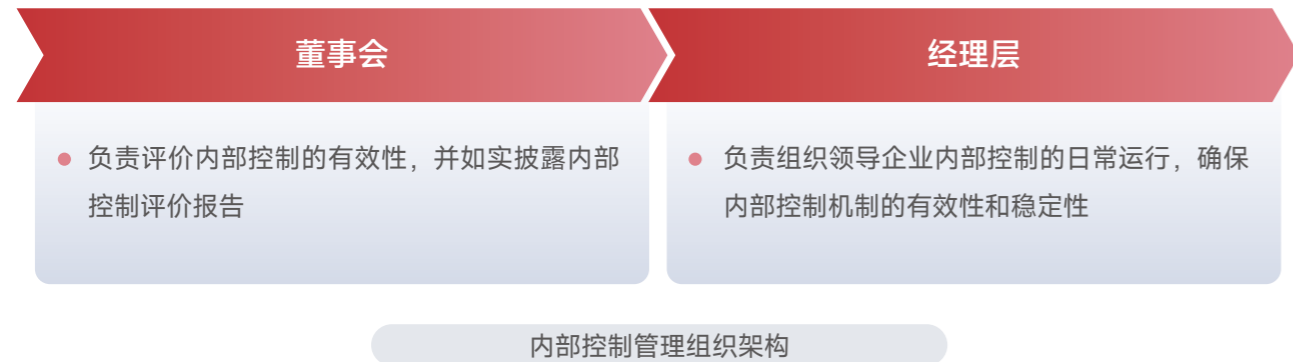 董事会
负责评价内部控制的有效性，并如实披露内部
控制评价报告
经理层
负责组织领导企业内部控制的日常运行，确保
内部控制机制的有效性和稳定性
内部控制管理组织架构